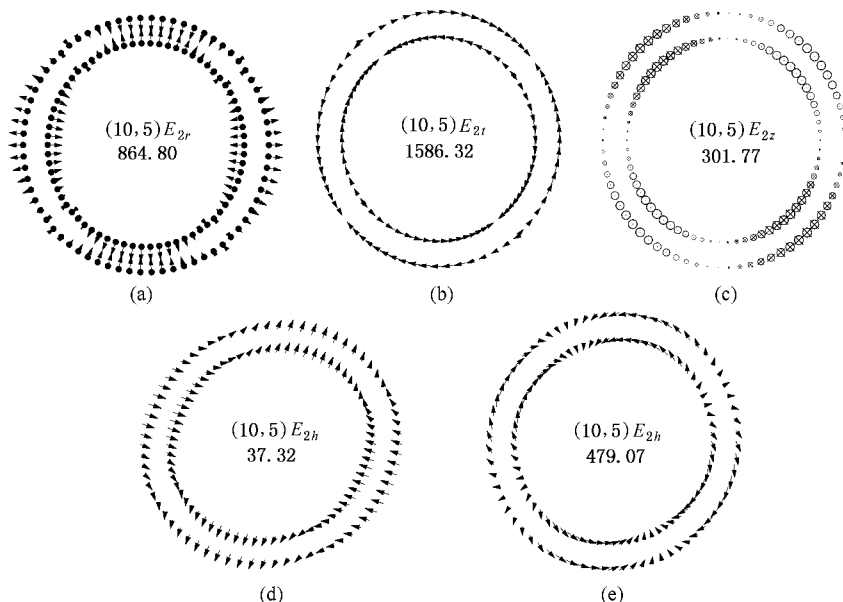 (10,5)E2r
864.80
(a)
(10,5)E2t
1586.32
(b)
(10,5)E2z
301.77
(c)
(10,5)E2h
37.32
(d)
(10,5)E2h
479.07
(e)